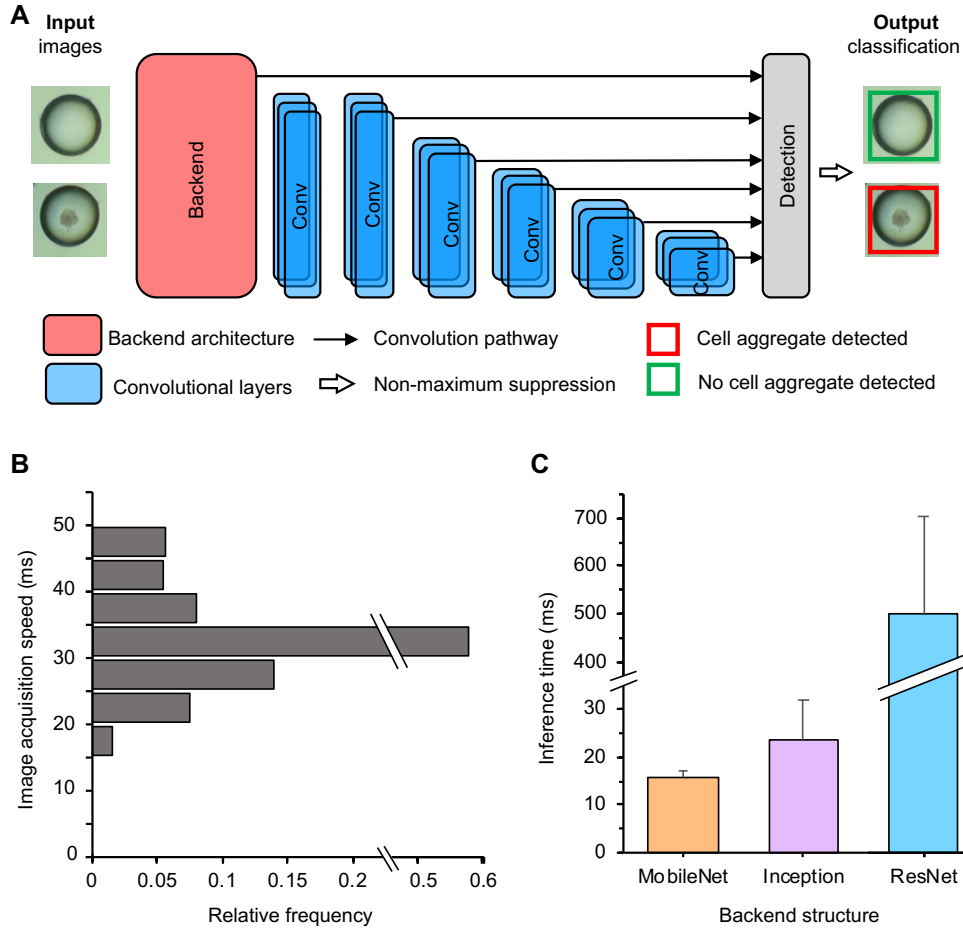 A
Input
images
Output
classification
Backend
Conv
Conv
Conv
Conv
Conv
Conv
Detection
Backend architecture
Convolution pathway
Cell aggregate detected
Convolutional layers
Non-maximum suppression
No cell aggregate detected
B
Image acquisition speed (ms)
50
40
30
20
10
0
0
0.05
0.1
0.15
0.2
0.5
0.6
Relative frequency
C
Inference time (ms)
700
600
500
400
30
20
10
0
MobileNet
Inception
ResNet
Backend structure